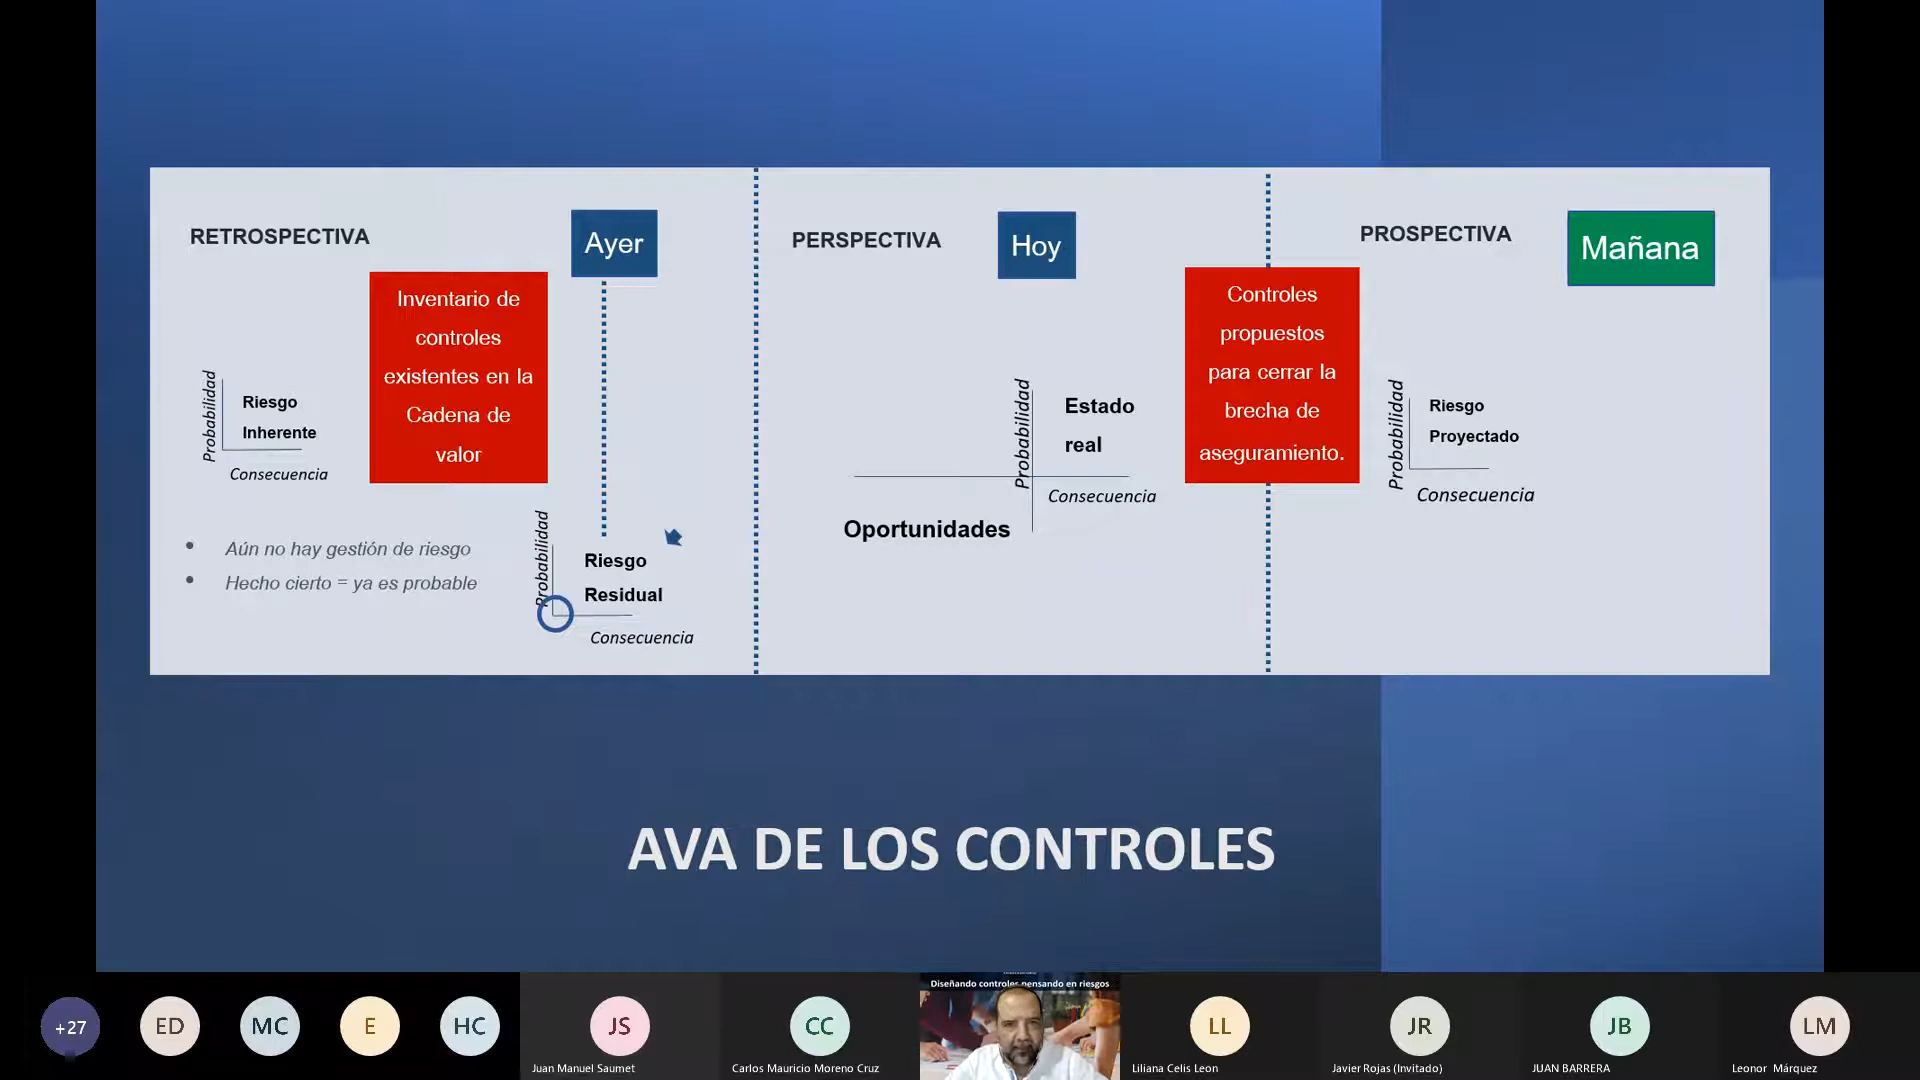 RETROSPECTIVA
Ayer
Inventario de
controles
existentes en la
Cadena de
valor
Probabilidad
Riesgo
Inherente
Consecuencia
Aún no hay gestión de riesgo
Hecho cierto = ya es probable
Probabilidad
Riesgo
Residual
Consecuencia
PERSPECTIVA
Hoy
Probabilidad
Estado
real
Consecuencia
Oportunidades
Controles
propuestos
para cerrar la
brecha de
aseguramiento.
PROSPECTIVA
Mañana
Probabilidad
Riesgo
Proyectado
Consecuencia
AVA DE LOS CONTROLES
+27
ED
MC
E
HC
JS
Juan Manuel Saumet
CC
Carlos Mauricio Moreno Cruz
Diseñando controles pensando en riesgos
LL
Liliana Celis Leon
JR
Javier Rojas (Invitado)
JB
JUAN BARRERA
LM
Leonor Márquez